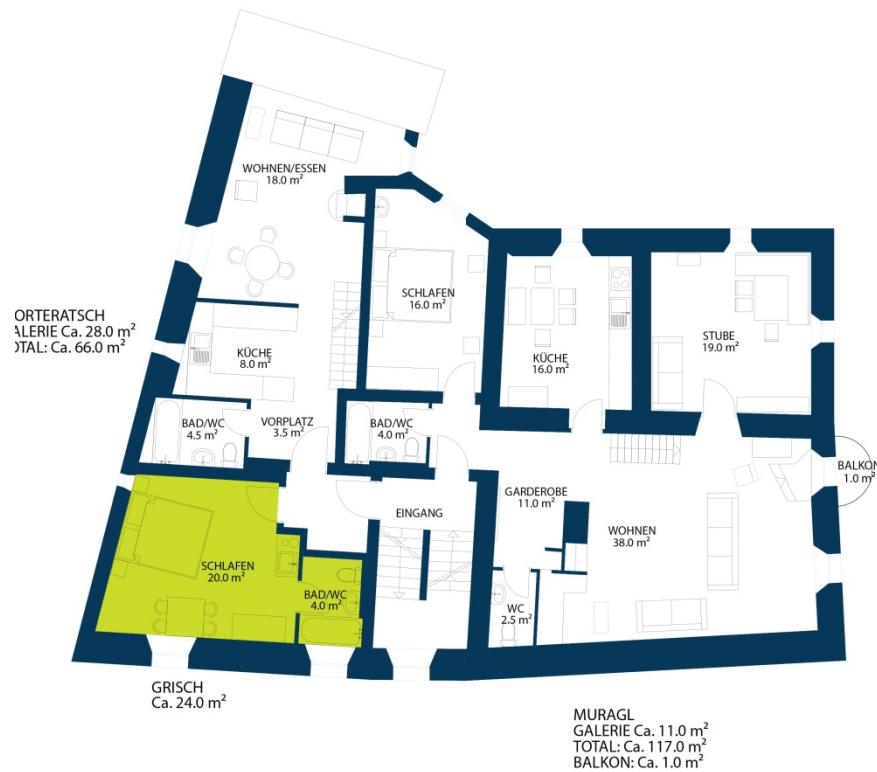 WOHNEN/ESSEN
18.0 m²
SCHLAFEN
16.0 m²
ORTERATSCH
ALERIE Ca. 28.0 m²
OTAL: Ca. 66.0 m²
KÜCHE
8.0 m²
KÜCHE
16.0 m²
STUBE
19.0 m²
BAD/WC
4.5 m²
VORPLATZ
3.5 m²
BAD/WC
4.0 m²
BALKON
1.0 m²
GARDEROBE
11.0 m²
EINGANG
WOHNEN
38.0 m²
SCHLAFEN
20.0 m²
BAD/WC
4.0 m²
WC
2.5 m²
GRISCH
Ca. 24.0 m²
MURAGL
GALERIE Ca. 11.0 m²
TOTAL: Ca. 117.0 m²
BALKON: Ca. 1.0 m²